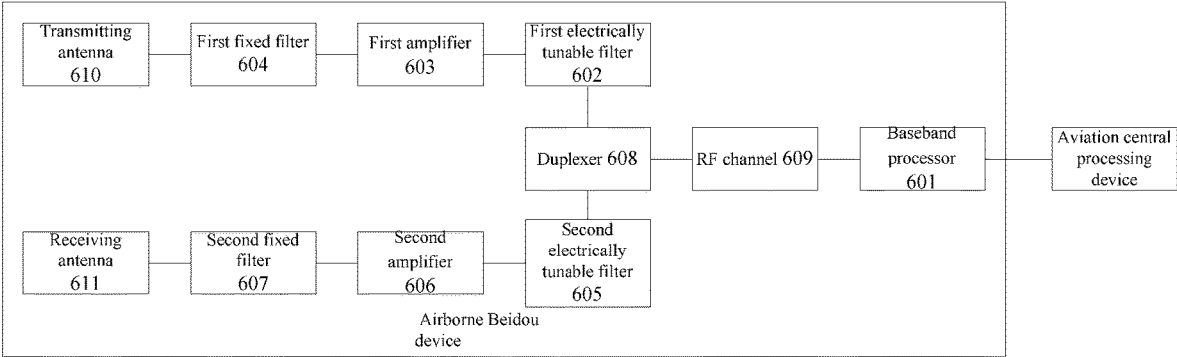 Transmitting
antenna
610
First fixed filter
604
First amplifier
603
First electrically
tunable filter
602
Duplexer 608
RF channel 609
Baseband
processor
601
Aviation central
processing
device
Receiving
antenna
611
Second fixed
filter
607
Second
amplifier
606
Second
electrically
tunable filter
605
Airborne Beidou
device